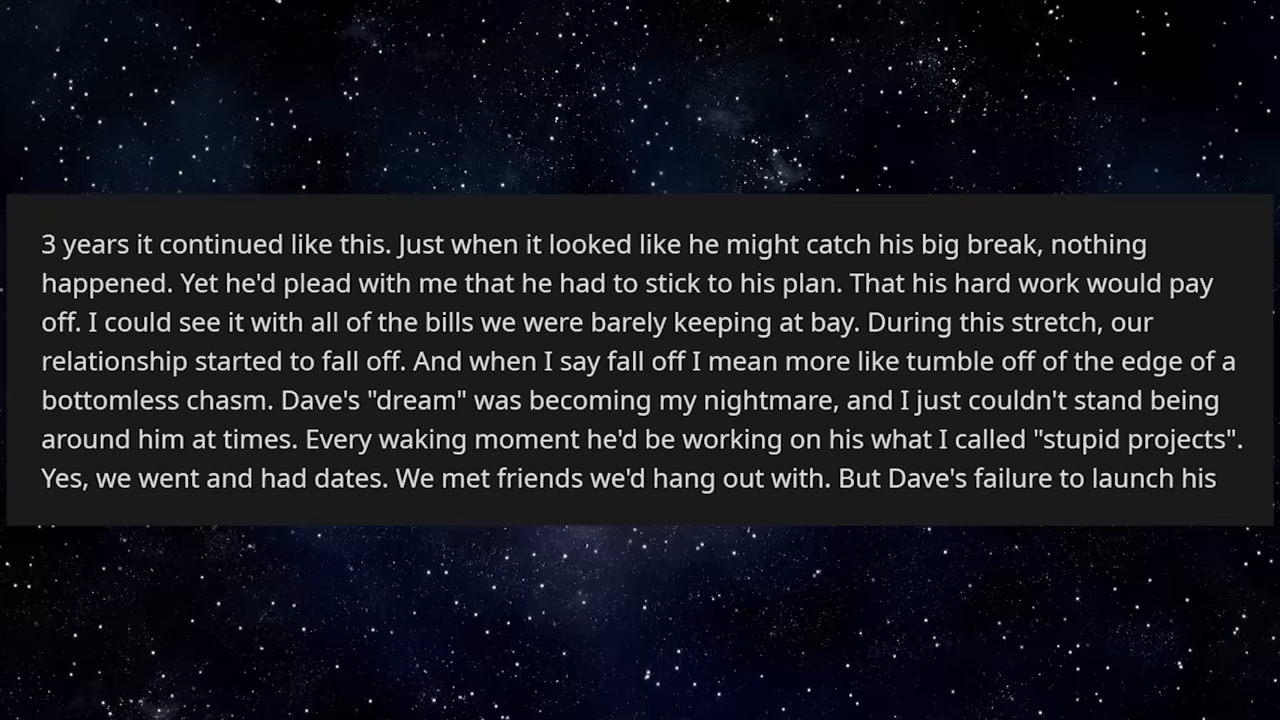 3 years it continued like this. Just when it looked like he might catch his big break, nothing
happened. Yet he'd plead with me that he had to stick to his plan. That his hard work would pay
off. I could see it with all of the bills we were barely keeping at bay. During this stretch, our
relationship started to fall off. And when I say fall off I mean more like tumble off of the edge of a
bottomless chasm. Dave's "dream" was becoming my nightmare, and I just couldn't stand being
around him at times. Every waking moment he'd be working on his what I called "stupid projects".
Yes, we went and had dates. We met friends we'd hang out with. But Dave's failure to launch his